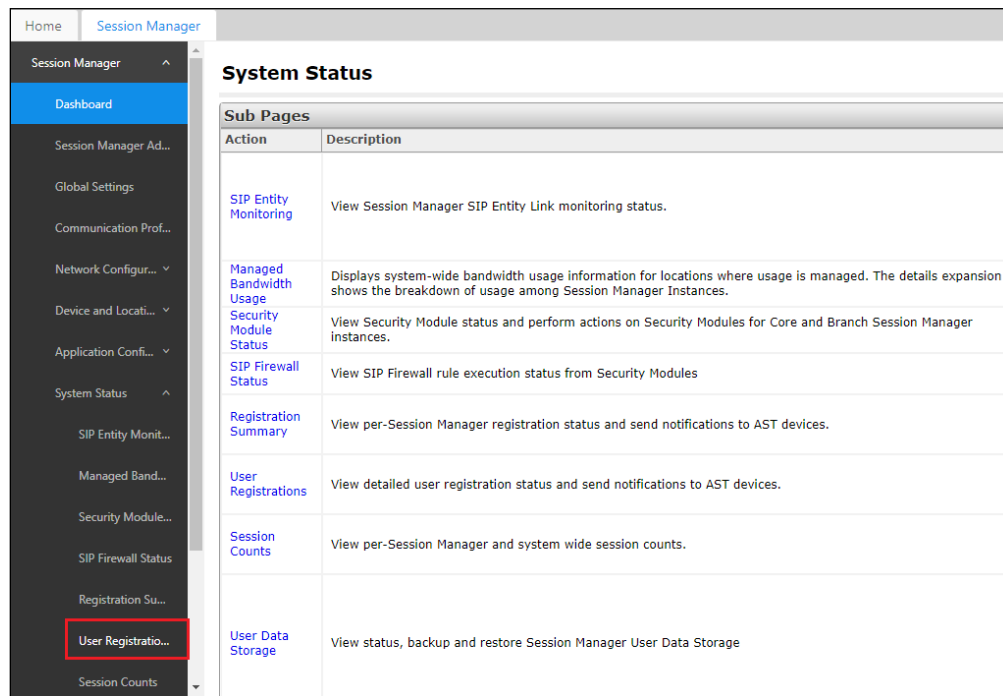 Home
Session Manager
Session Manager
Dashboard
Session Manager Ad...
Global Settings
Communication Prof...
Network Configur...
Device and Locati...
Application Confi...
System Status
SIP Entity Monit...
Managed Band...
Security Module...
SIP Firewall Status
Registration Su...
User Registratio...
Session Counts
System Status
Sub Pages
Action
Description
SIP Entity
Monitoring
View Session Manager SIP Entity Link monitoring status.
Managed
Bandwidth
Usage
Displays system-wide bandwidth usage information for locations where usage is managed. The details expansion
shows the breakdown of usage among Session Manager Instances.
Security
Module
Status
View Security Module status and perform actions on Security Modules for Core and Branch Session Manager
instances.
SIP Firewall
Status
View SIP Firewall rule execution status from Security Modules
Registration
Summary
View per-Session Manager registration status and send notifications to AST devices.
User
Registrations
View detailed user registration status and send notifications to AST devices.
Session
Counts
View per-Session Manager and system wide session counts.
User Data
Storage
View status, backup and restore Session Manager User Data Storage